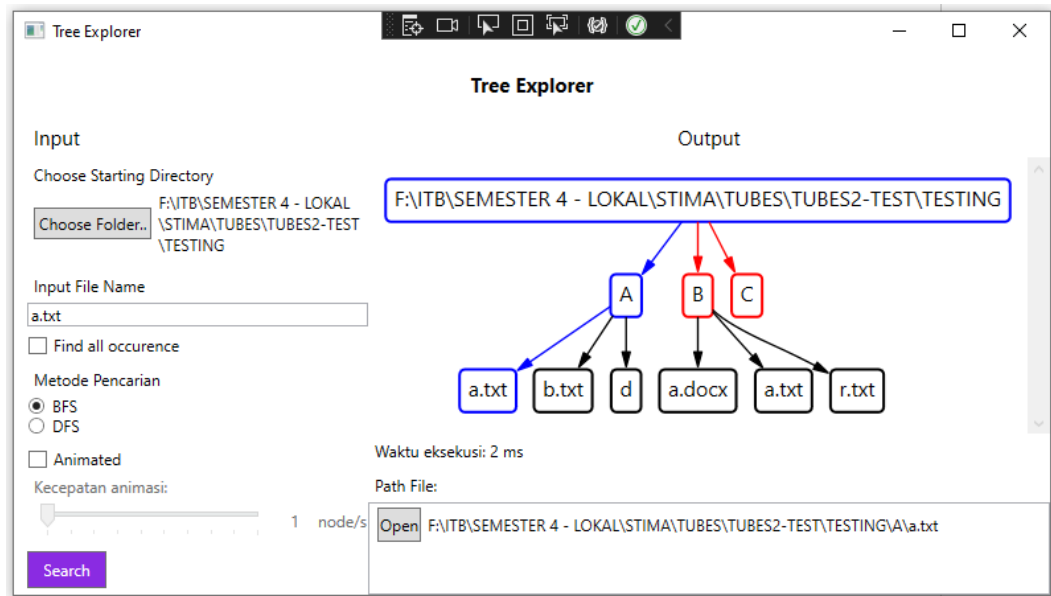 Tree Explorer
Tree Explorer
Input
Choose Starting Directory
Choose Folder..
F:\ITB\SEMESTER 4 - LOKAL
\STIMA\TUBES\TUBES2-TEST
\TESTING
Input File Name
a.txt
Find all occurence
Metode Pencarian
BFS
DFS
Animated
Kecepatan animasi:
1 node/s
Search
Output
F:\ITB\SEMESTER 4 - LOKAL\STIMA\TUBES\TUBES2-TEST\TESTING
A B C
a.txt b.txt d a.docx a.txt r.txt
Waktu eksekusi: 2 ms
Path File:
Open F:\ITB\SEMESTER 4 - LOKAL\STIMA\TUBES\TUBES2-TEST\TESTING\A\a.txt